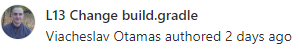 L13 Change build.gradle
Viacheslav Otamas authored 2 days ago